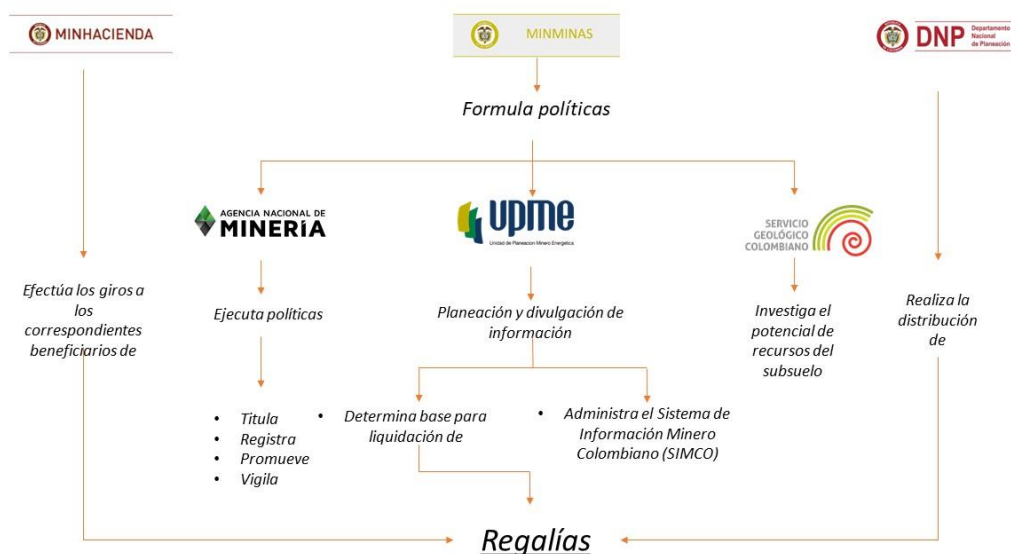 MINHACIENDA
MINMINAS
DNP
Departamento
Nacional
de Planeación
Formula políticas
AGENCIA NACIONAL DE
MINERÍA
upme
Unidad de Planeación Minero Energética
SERVICIO
GEOLÓGICO
COLOMBIANO
Efectúa los giros a
los
correspondientes
beneficiarios de
Ejecuta políticas
Planeación y divulgación de
información
Investiga el
potencial de
recursos del
subsuelo
Realiza la
distribución
de
• Titula
• Registra
• Promueve
• Vigila
• Determina base para
liquidación de
• Administra el Sistema de
Información Minero
Colombiano (SIMCO)
Regalías